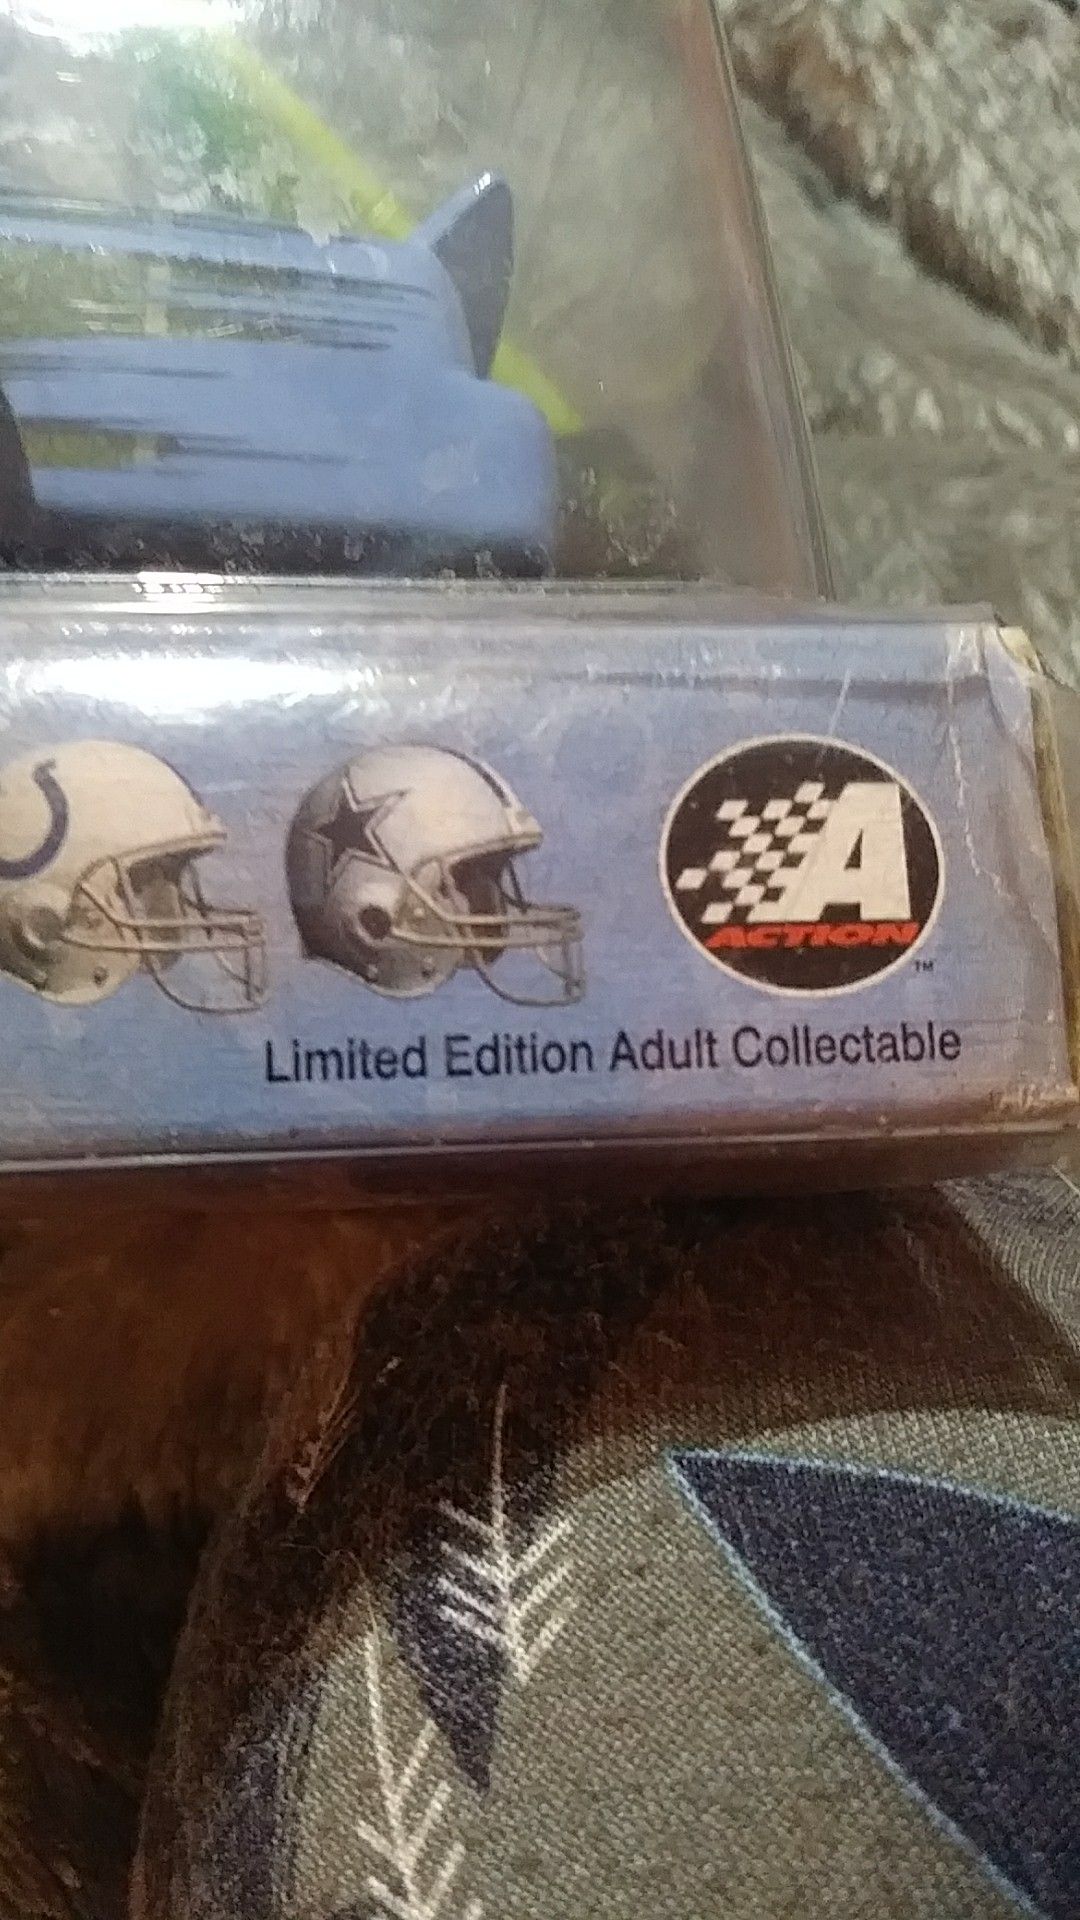 A
ACTION
TM
Limited Edition Adult Collectable